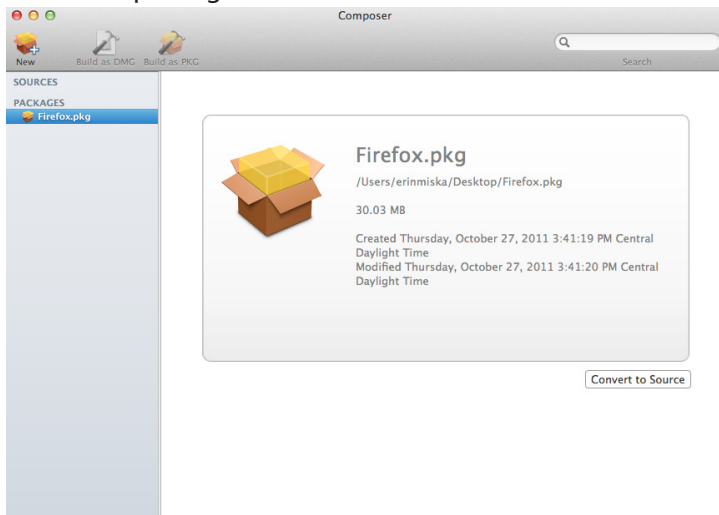 Composer
New
Build as DMG
Build as PKG
Search
SOURCES
PACKAGES
Firefox.pkg
Firefox.pkg
/Users/erinmiska/Desktop/Firefox.pkg
30.03 MB
Created Thursday, October 27, 2011 3:41:19 PM Central
Daylight Time
Modified Thursday, October 27, 2011 3:41:20 PM Central
Daylight Time
Convert to Source